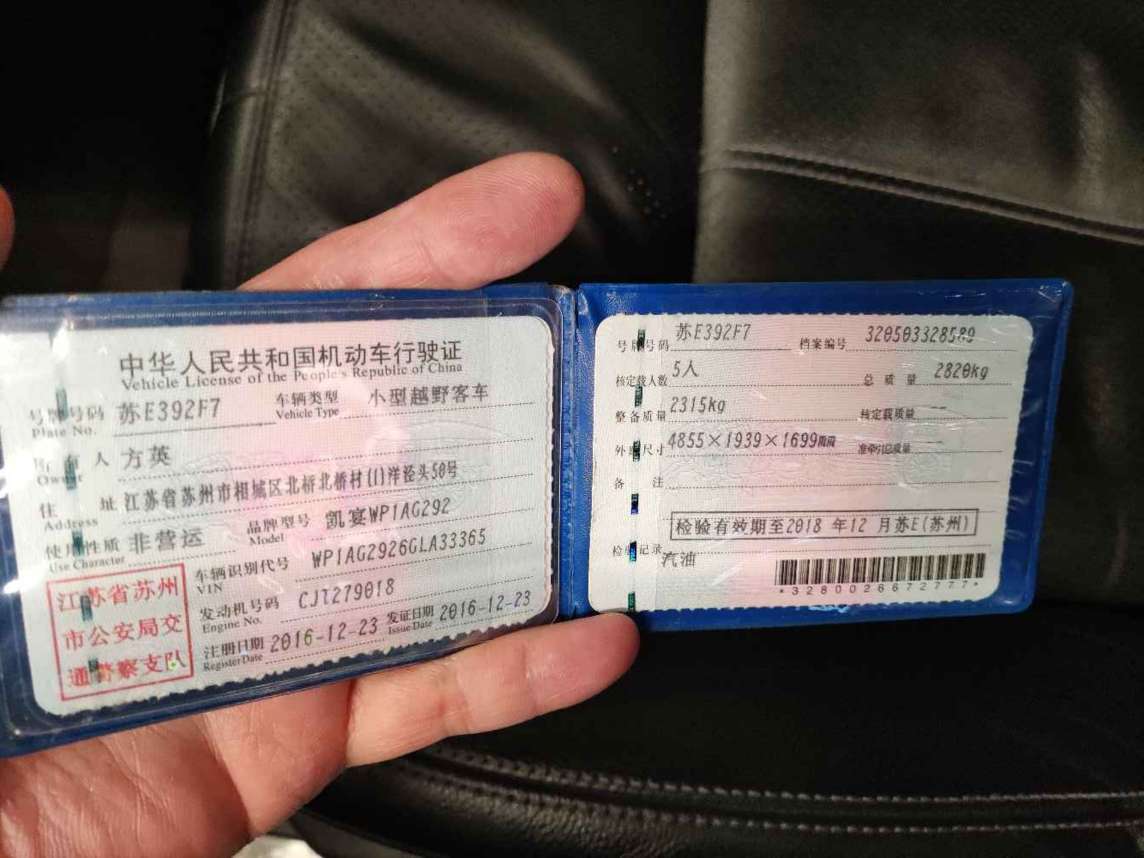 中华人民共和国机动车行驶证
Vehicle License of the People's Republic of China
号牌号码 苏E392F7 车辆类型 小型越野客车
Plate No. Vehicle Type
所有人 方英
Owner
住 址 江苏省苏州市相城区北桥北桥村(1)洋泾头50号
Address
使用性质 非营运 品牌型号 凯宴WP1AG292
Use Character Model
车辆识别代号 WP1AG2926GLA33365
VIN
发动机号码 CJT279018
Engine No.
注册日期 2016-12-23 发证日期 2016-12-23
Register Date Issue Date
江苏省苏州
市公安局交
通警察支队
号牌号码 苏E392F7 档案编号 320503328589
核定载人数 5人 总质量 2820kg
整备质量 2315kg 核定载质量
外廓尺寸 4855×1939×1699mm 准牵引总质量
备 注
检验有效期至2018 年12 月苏E(苏州)
检验记录
汽油
*3280026672777*